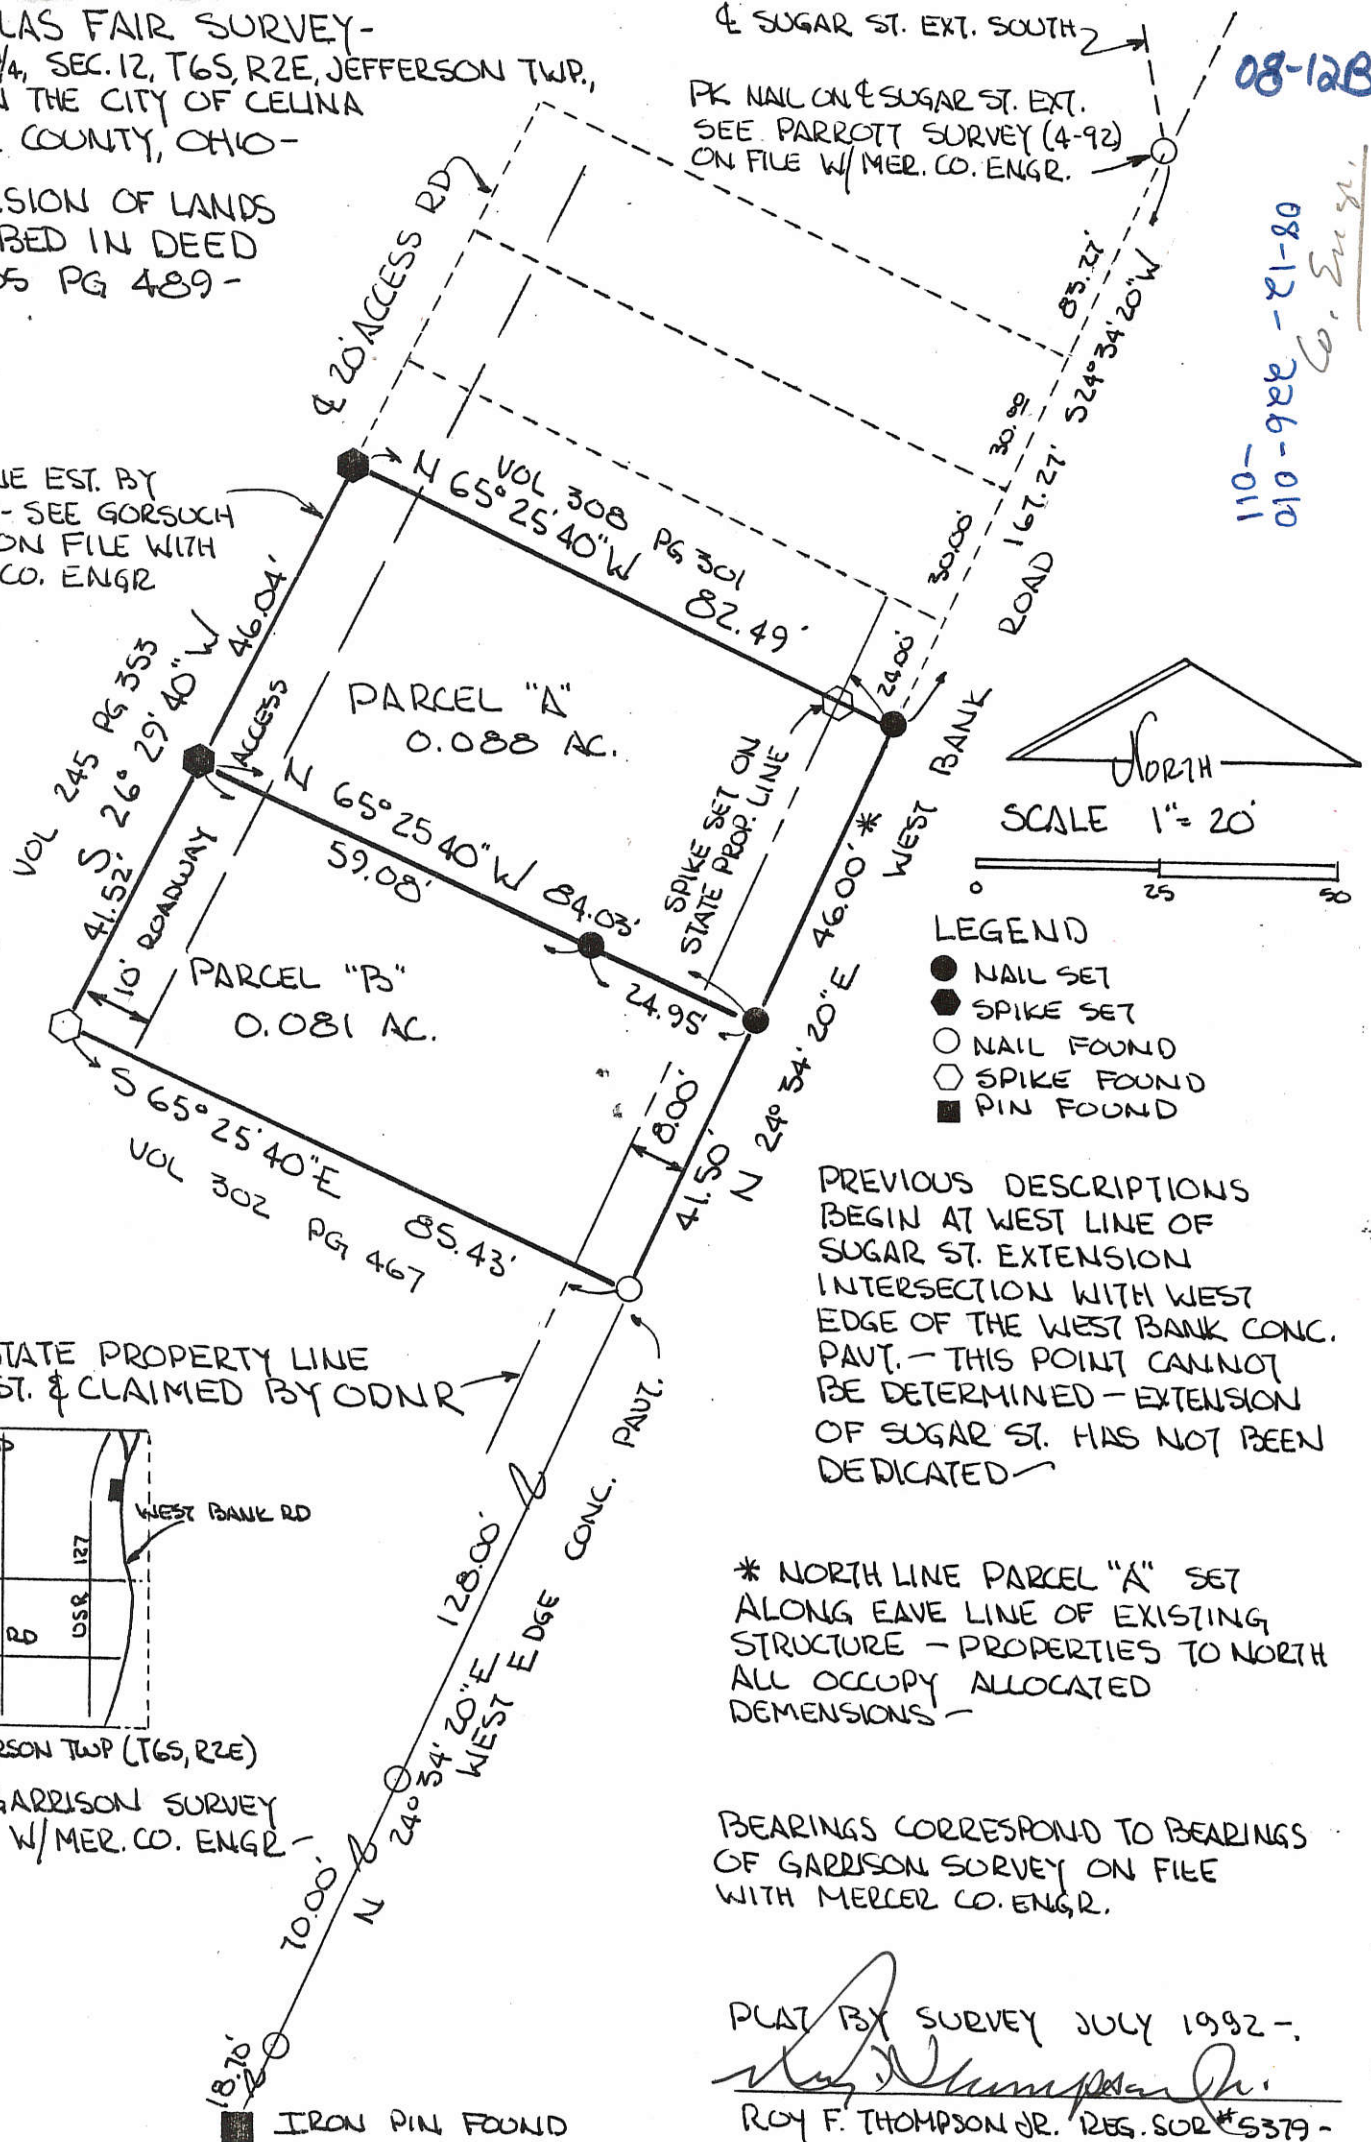 LAS FAIR SURVEY-
/4, SEC. 12, T6S, R2E, JEFFERSON TWP.,
N THE CITY OF CELINA
COUNTY, OHIO-
SION OF LANDS
BED IN DEED
05 PG 489-
℄ SUGAR ST. EXT. SOUTH
PK NAIL ON ℄ SUGAR ST. EXT.
SEE PARROTT SURVEY (4-92)
ON FILE W/ MER. CO. ENGR.
08-12B
08-12-
110-
Co. Engr.
℄ 20' ACCESS RD
83.27'
S24°34'20"W
167.27'
30.00
30.00'
24.00'
WEST BANK ROAD
NE EST. BY
- SEE GORSUCH
ON FILE WITH
CO. ENGR
VOL 308 PG 301
N 65°25'40"W 82.49'
46.04'
VOL 245 PG 353
S 26° 29' 40" W
41.52'
ACCESS
10' ROADWAY
PARCEL "A"
0.088 AC.
N 65°25'40"W 84.03'
59.08'
24.95'
SPIKE SET ON
STATE PROP. LINE
46.00' *
PARCEL "B"
0.081 AC.
N 24° 34' 20"E
8.00'
41.50'
S 65° 25' 40"E 85.43'
VOL 302 PG 467
NORTH
SCALE 1"= 20'
0 25 50
LEGEND
NAIL SET
SPIKE SET
NAIL FOUND
SPIKE FOUND
PIN FOUND
PREVIOUS DESCRIPTIONS
BEGIN AT WEST LINE OF
SUGAR ST. EXTENSION
INTERSECTION WITH WEST
EDGE OF THE WEST BANK CONC.
PAVT. - THIS POINT CANNOT
BE DETERMINED - EXTENSION
OF SUGAR ST. HAS NOT BEEN
DEDICATED-
TATE PROPERTY LINE
ST. & CLAIMED BY ODNR
WEST BANK RD
USR 127
RD
RSON TWP (T6S, R2E)
GARRISON SURVEY
W/ MER. CO. ENGR-
128.00'
N 24° 34' 20"E
WEST EDGE CONC. PAVT.
70.00'
18.70'
IRON PIN FOUND
* NORTH LINE PARCEL "A" SET
ALONG EAVE LINE OF EXISTING
STRUCTURE - PROPERTIES TO NORTH
ALL OCCUPY ALLOCATED
DEMENSIONS-
BEARINGS CORRESPOND TO BEARINGS
OF GARRISON SURVEY ON FILE
WITH MERCER CO. ENGR.
PLAT BY SURVEY JULY 1992-
ROY F. THOMPSON JR. REG. SUR #5379-